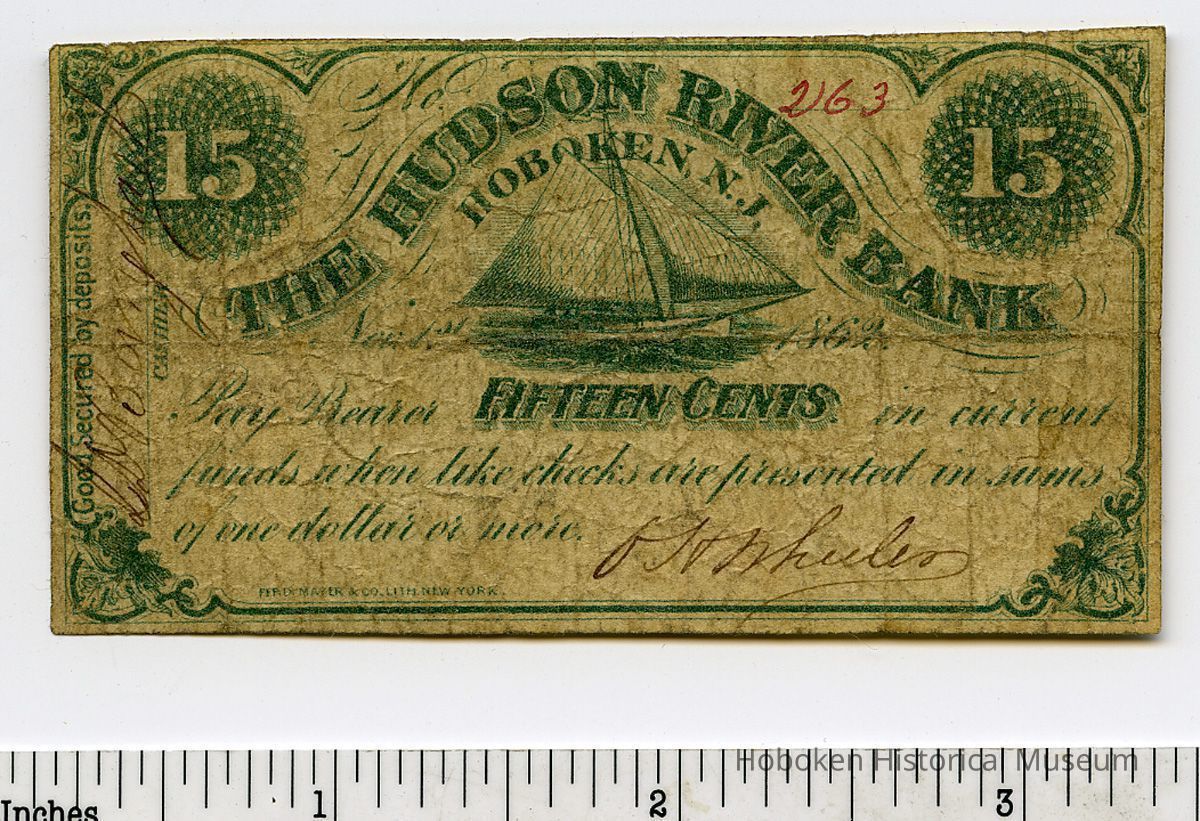 15
No. 2163
15
THE HUDSON RIVER BANK
HOBOKEN, N.J.
Nov. 1st 1862.
Pay Bearer FIFTEEN CENTS in current
funds when like checks are presented in sums
of one dollar or more.
O H Wheeler
FERD. MAYER & CO. LITH. NEW YORK.
Good Secured by deposits.
CASHIER
Hoboken Historical Museum
Inches
1
2
3